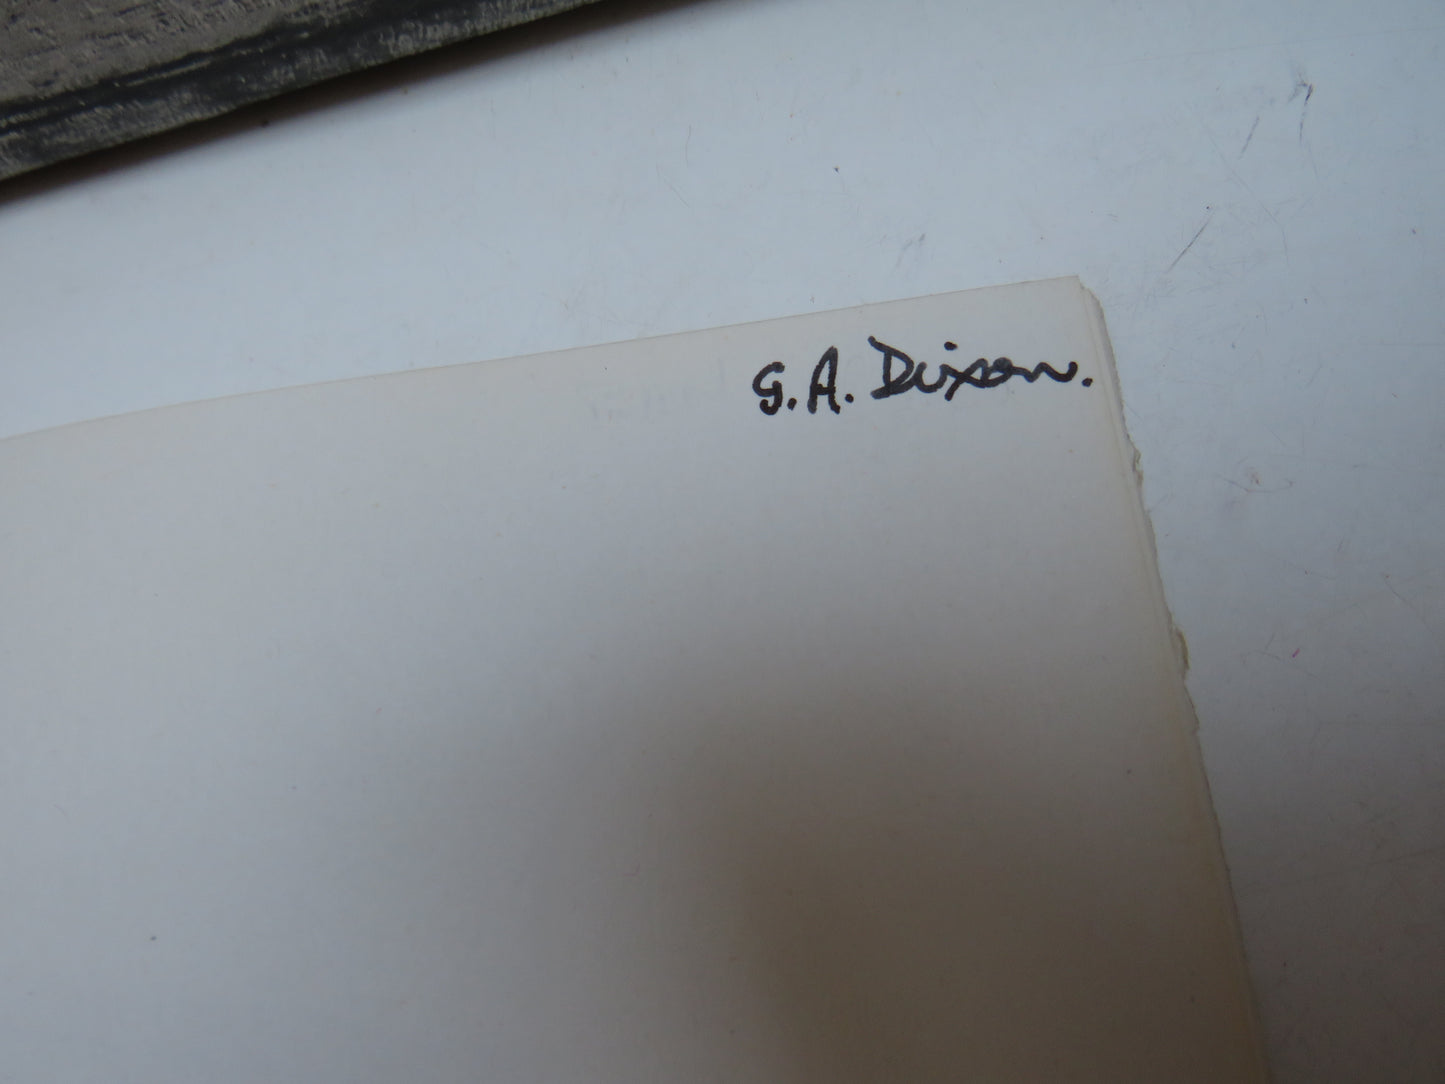 G. A. Dixon.